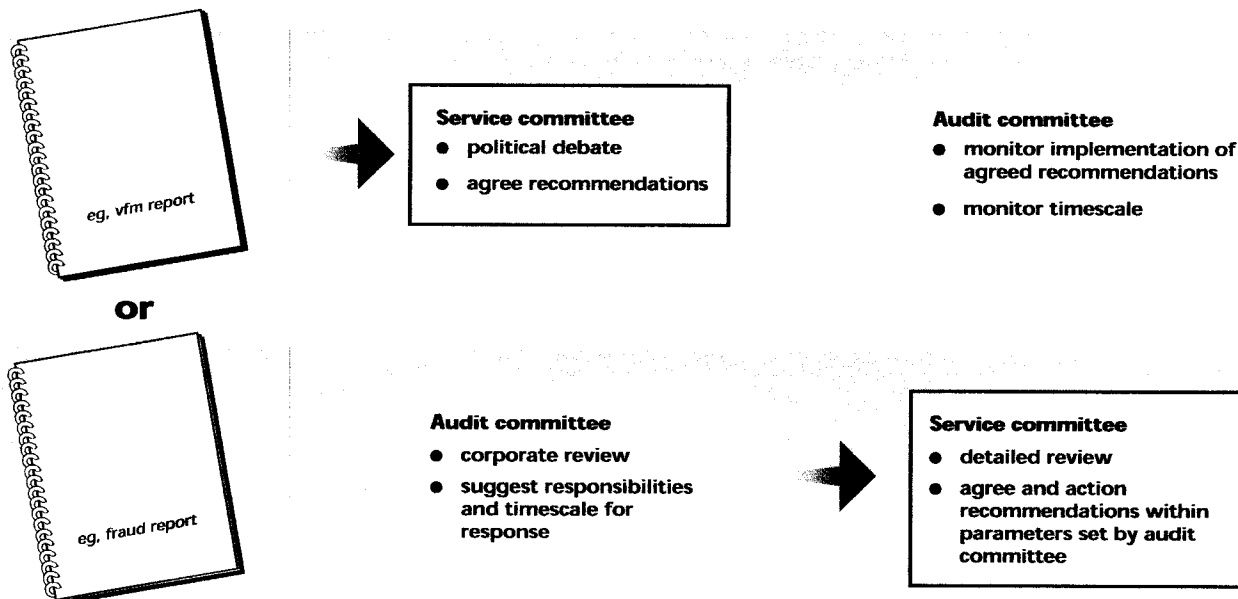 eg, vfm report
Service committee
● political debate
● agree recommendations
Audit committee
● monitor implementation of
agreed recommendations
● monitor timescale
or
eg, fraud report
Audit committee
● corporate review
● suggest responsibilities
and timescale for
response
Service committee
● detailed review
● agree and action
recommendations within
parameters set by audit
committee